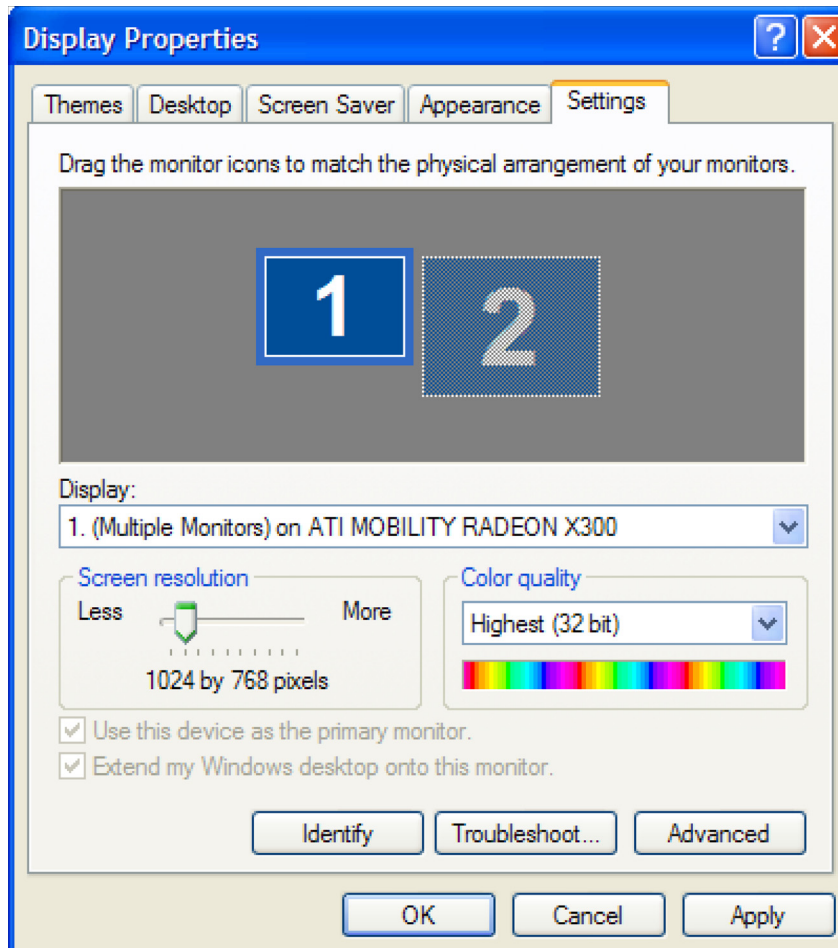 Display Properties
Themes Desktop Screen Saver Appearance Settings
Drag the monitor icons to match the physical arrangement of your monitors.
1 2
Display:
1. (Multiple Monitors) on ATI MOBILITY RADEON X300
Screen resolution
Less More
1024 by 768 pixels
Color quality
Highest (32 bit)
Use this device as the primary monitor.
Extend my Windows desktop onto this monitor.
Identify Troubleshoot... Advanced
OK Cancel Apply